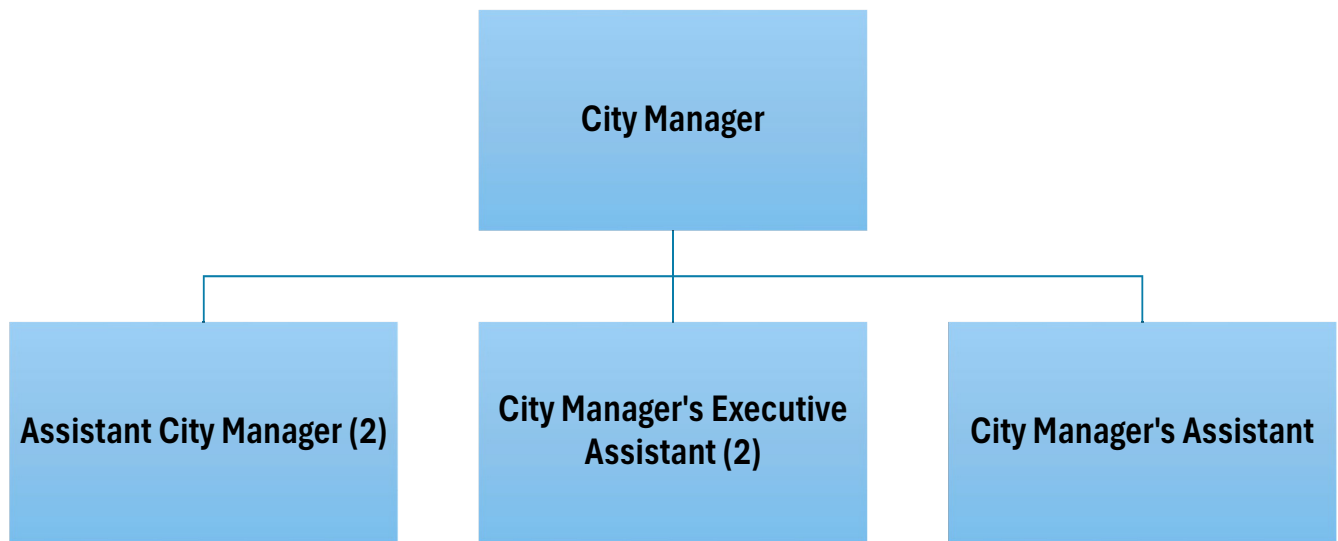 City Manager
Assistant City Manager (2)
City Manager's Executive
Assistant (2)
City Manager's Assistant